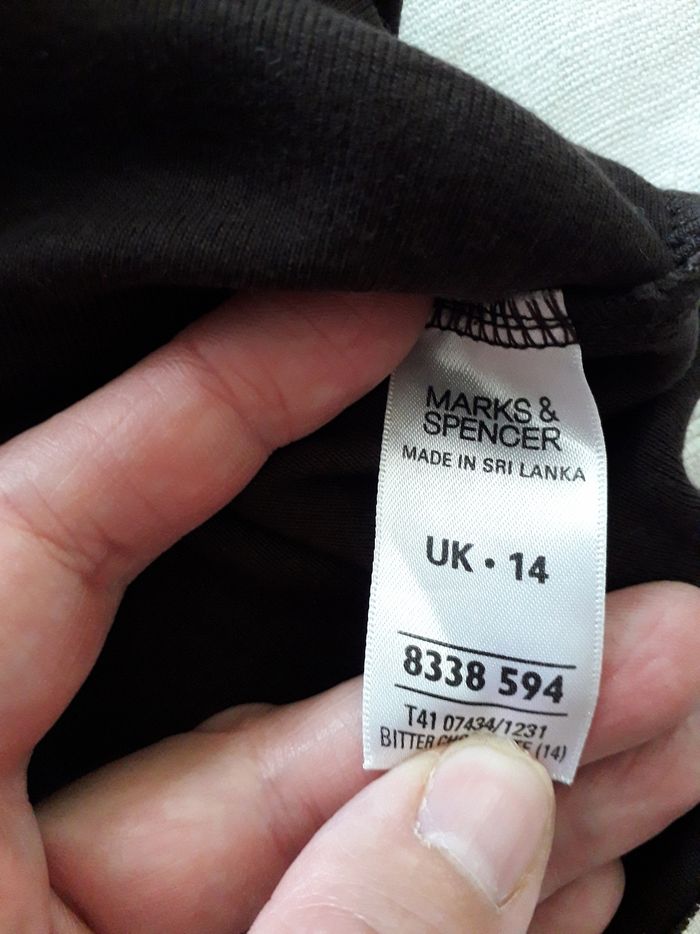 MARKS &
SPENCER
MADE IN SRI LANKA
UK • 14
8338 594
T41 07434/1231
BITTER (14)